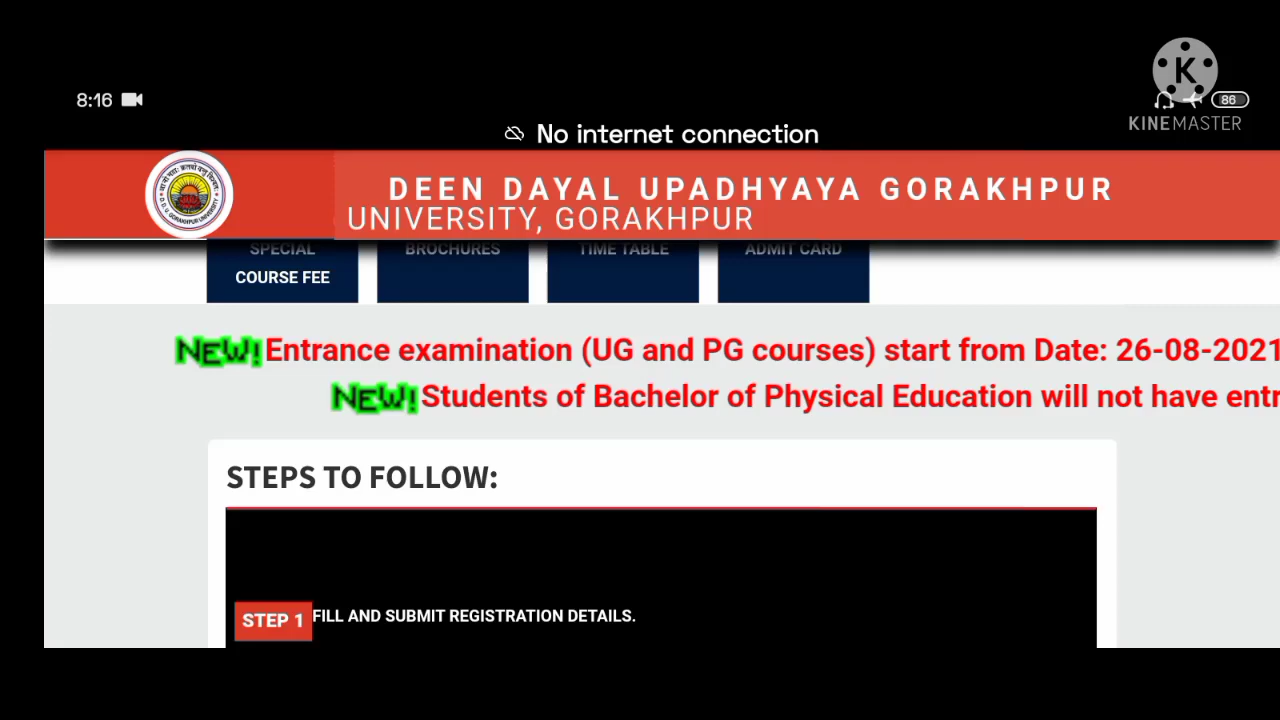 8:16
86
K
KINEMASTER
No internet connection
DEEN DAYAL UPADHYAYA GORAKHPUR
UNIVERSITY, GORAKHPUR
SPECIAL
COURSE FEE
BROCHURES
TIME TABLE
ADMIT CARD
NEW! Entrance examination (UG and PG courses) start from Date: 26-08-2021
NEW! Students of Bachelor of Physical Education will not have entr
STEPS TO FOLLOW:
STEP 1 FILL AND SUBMIT REGISTRATION DETAILS.